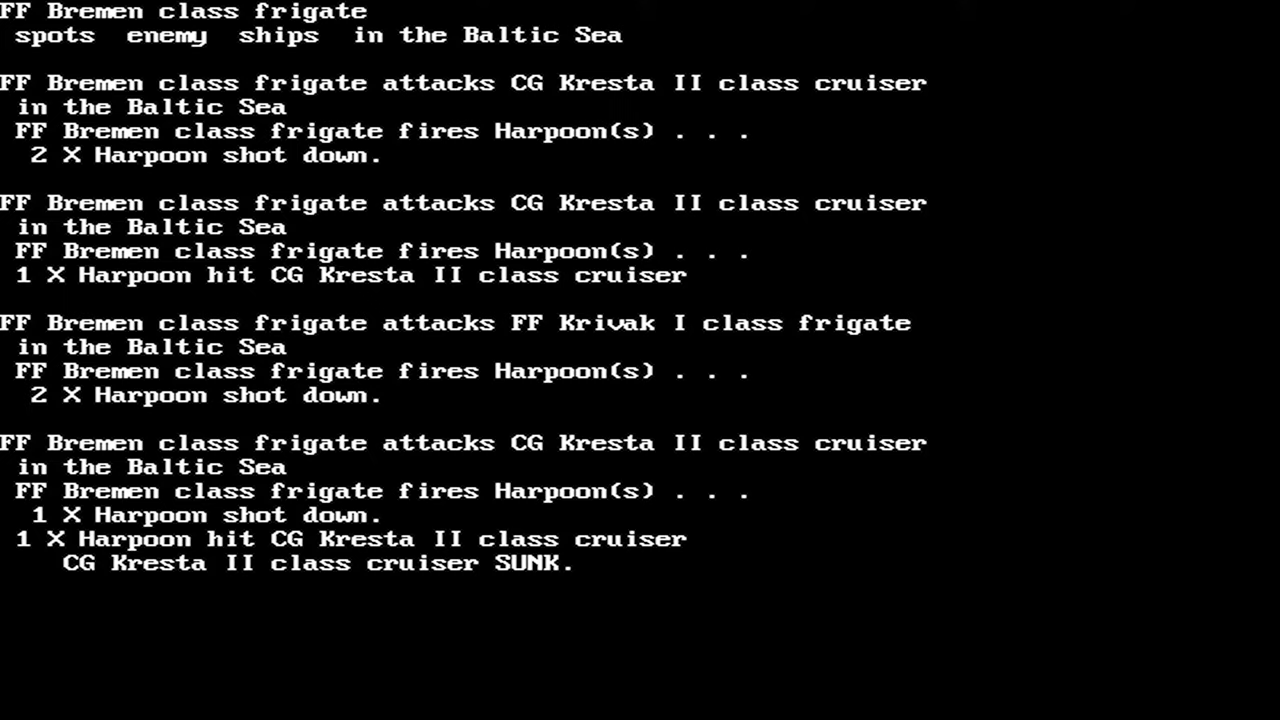 FF Bremen class frigate
spots enemy ships in the Baltic Sea
FF Bremen class frigate attacks CG Kresta II class cruiser
in the Baltic Sea
FF Bremen class frigate fires Harpoon(s) . . .
2 X Harpoon shot down.
FF Bremen class frigate attacks CG Kresta II class cruiser
in the Baltic Sea
FF Bremen class frigate fires Harpoon(s) . . .
1 X Harpoon hit CG Kresta II class cruiser
FF Bremen class frigate attacks FF Krivak I class frigate
in the Baltic Sea
FF Bremen class frigate fires Harpoon(s) . . .
2 X Harpoon shot down.
FF Bremen class frigate attacks CG Kresta II class cruiser
in the Baltic Sea
FF Bremen class frigate fires Harpoon(s) . . .
1 X Harpoon shot down.
1 X Harpoon hit CG Kresta II class cruiser
CG Kresta II class cruiser SUNK.